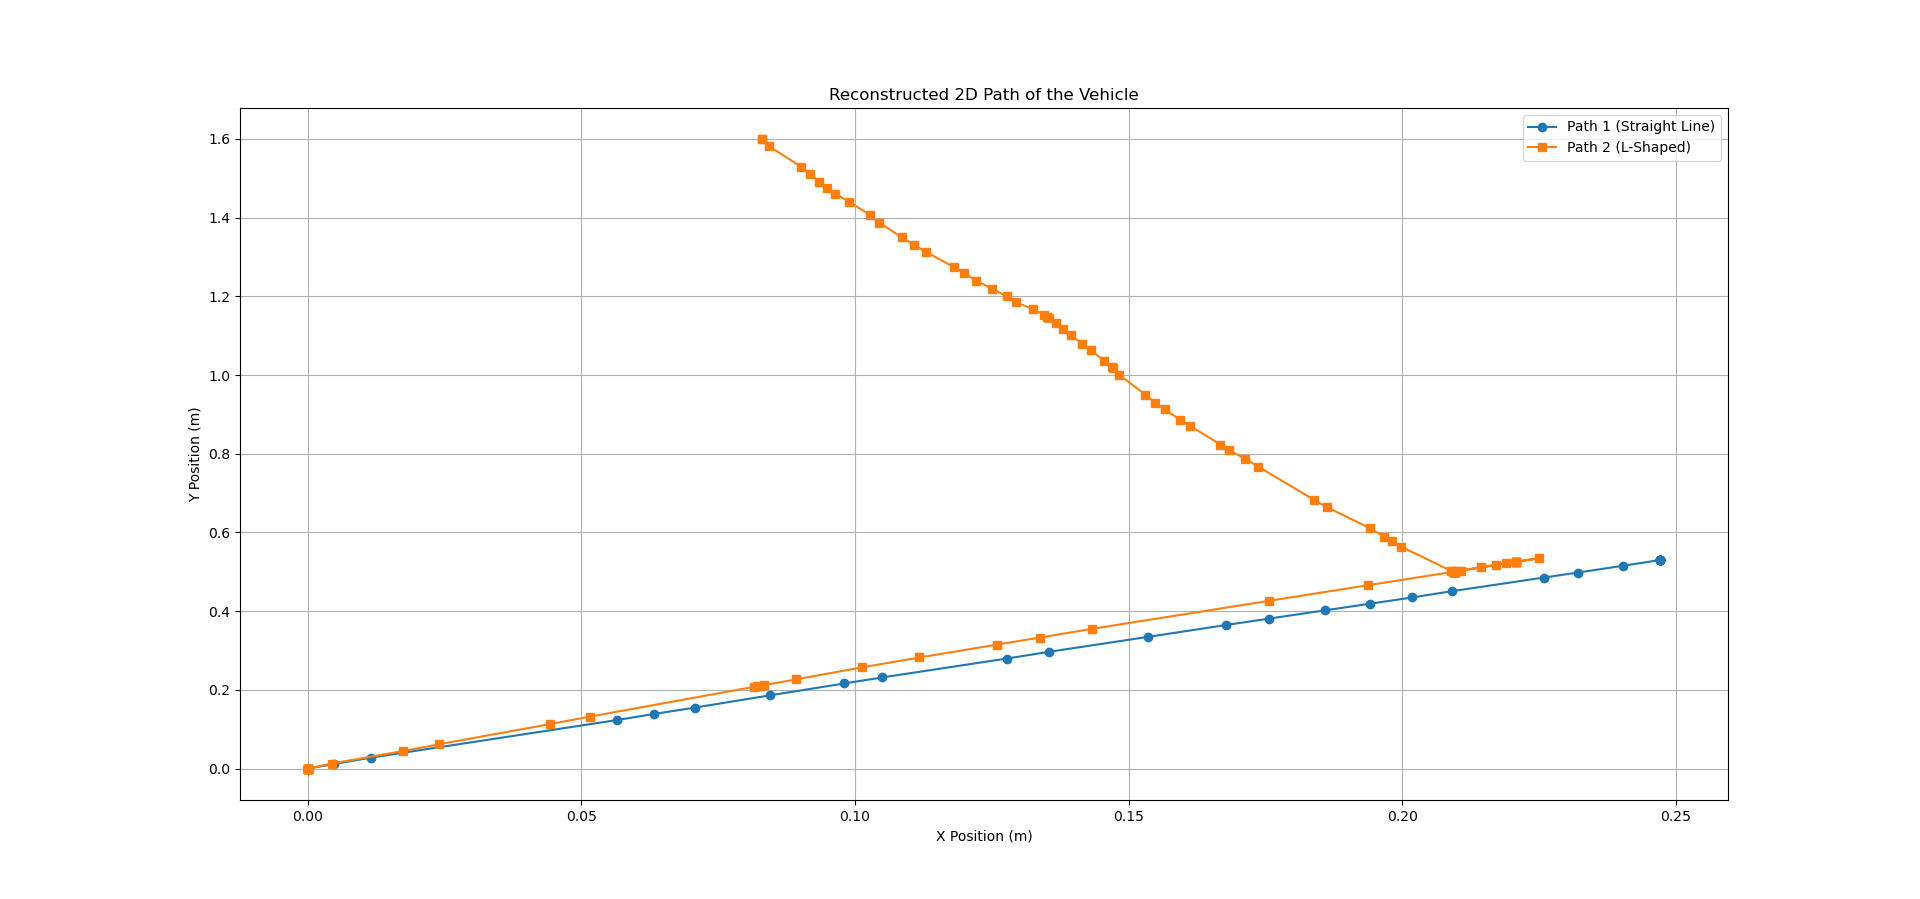 Reconstructed 2D Path of the Vehicle
Path 1 (Straight Line)
Path 2 (L-Shaped)
1.6
1.4
1.2
1.0
0.8
0.6
0.4
0.2
0.0
Y Position (m)
0.00 0.05 0.10 0.15 0.20 0.25
X Position (m)